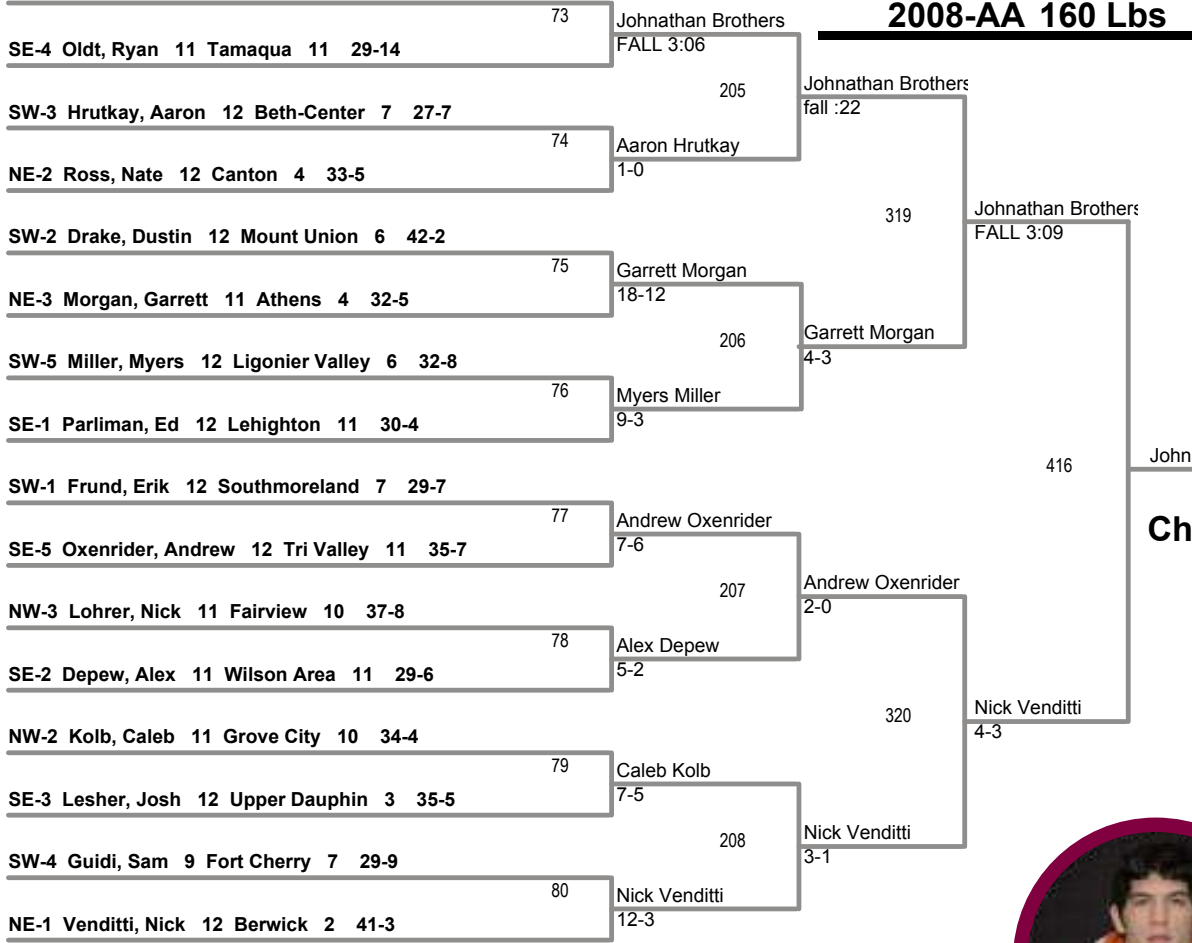 2008-AA 160 Lbs
73
Johnathan Brothers
FALL 3:06
SE-4 Oldt, Ryan 11 Tamaqua 11 29-14
205
Johnathan Brothers
fall :22
SW-3 Hrutkay, Aaron 12 Beth-Center 7 27-7
74
Aaron Hrutkay
1-0
NE-2 Ross, Nate 12 Canton 4 33-5
319
Johnathan Brothers
FALL 3:09
SW-2 Drake, Dustin 12 Mount Union 6 42-2
75
Garrett Morgan
18-12
NE-3 Morgan, Garrett 11 Athens 4 32-5
206
Garrett Morgan
4-3
SW-5 Miller, Myers 12 Ligonier Valley 6 32-8
76
Myers Miller
9-3
SE-1 Parliman, Ed 12 Lehighton 11 30-4
416
John
Ch
SW-1 Frund, Erik 12 Southmoreland 7 29-7
77
Andrew Oxenrider
7-6
SE-5 Oxenrider, Andrew 12 Tri Valley 11 35-7
207
Andrew Oxenrider
2-0
NW-3 Lohrer, Nick 11 Fairview 10 37-8
78
Alex Depew
5-2
SE-2 Depew, Alex 11 Wilson Area 11 29-6
320
Nick Venditti
4-3
NW-2 Kolb, Caleb 11 Grove City 10 34-4
79
Caleb Kolb
7-5
SE-3 Lesher, Josh 12 Upper Dauphin 3 35-5
208
Nick Venditti
3-1
SW-4 Guidi, Sam 9 Fort Cherry 7 29-9
80
Nick Venditti
12-3
NE-1 Venditti, Nick 12 Berwick 2 41-3